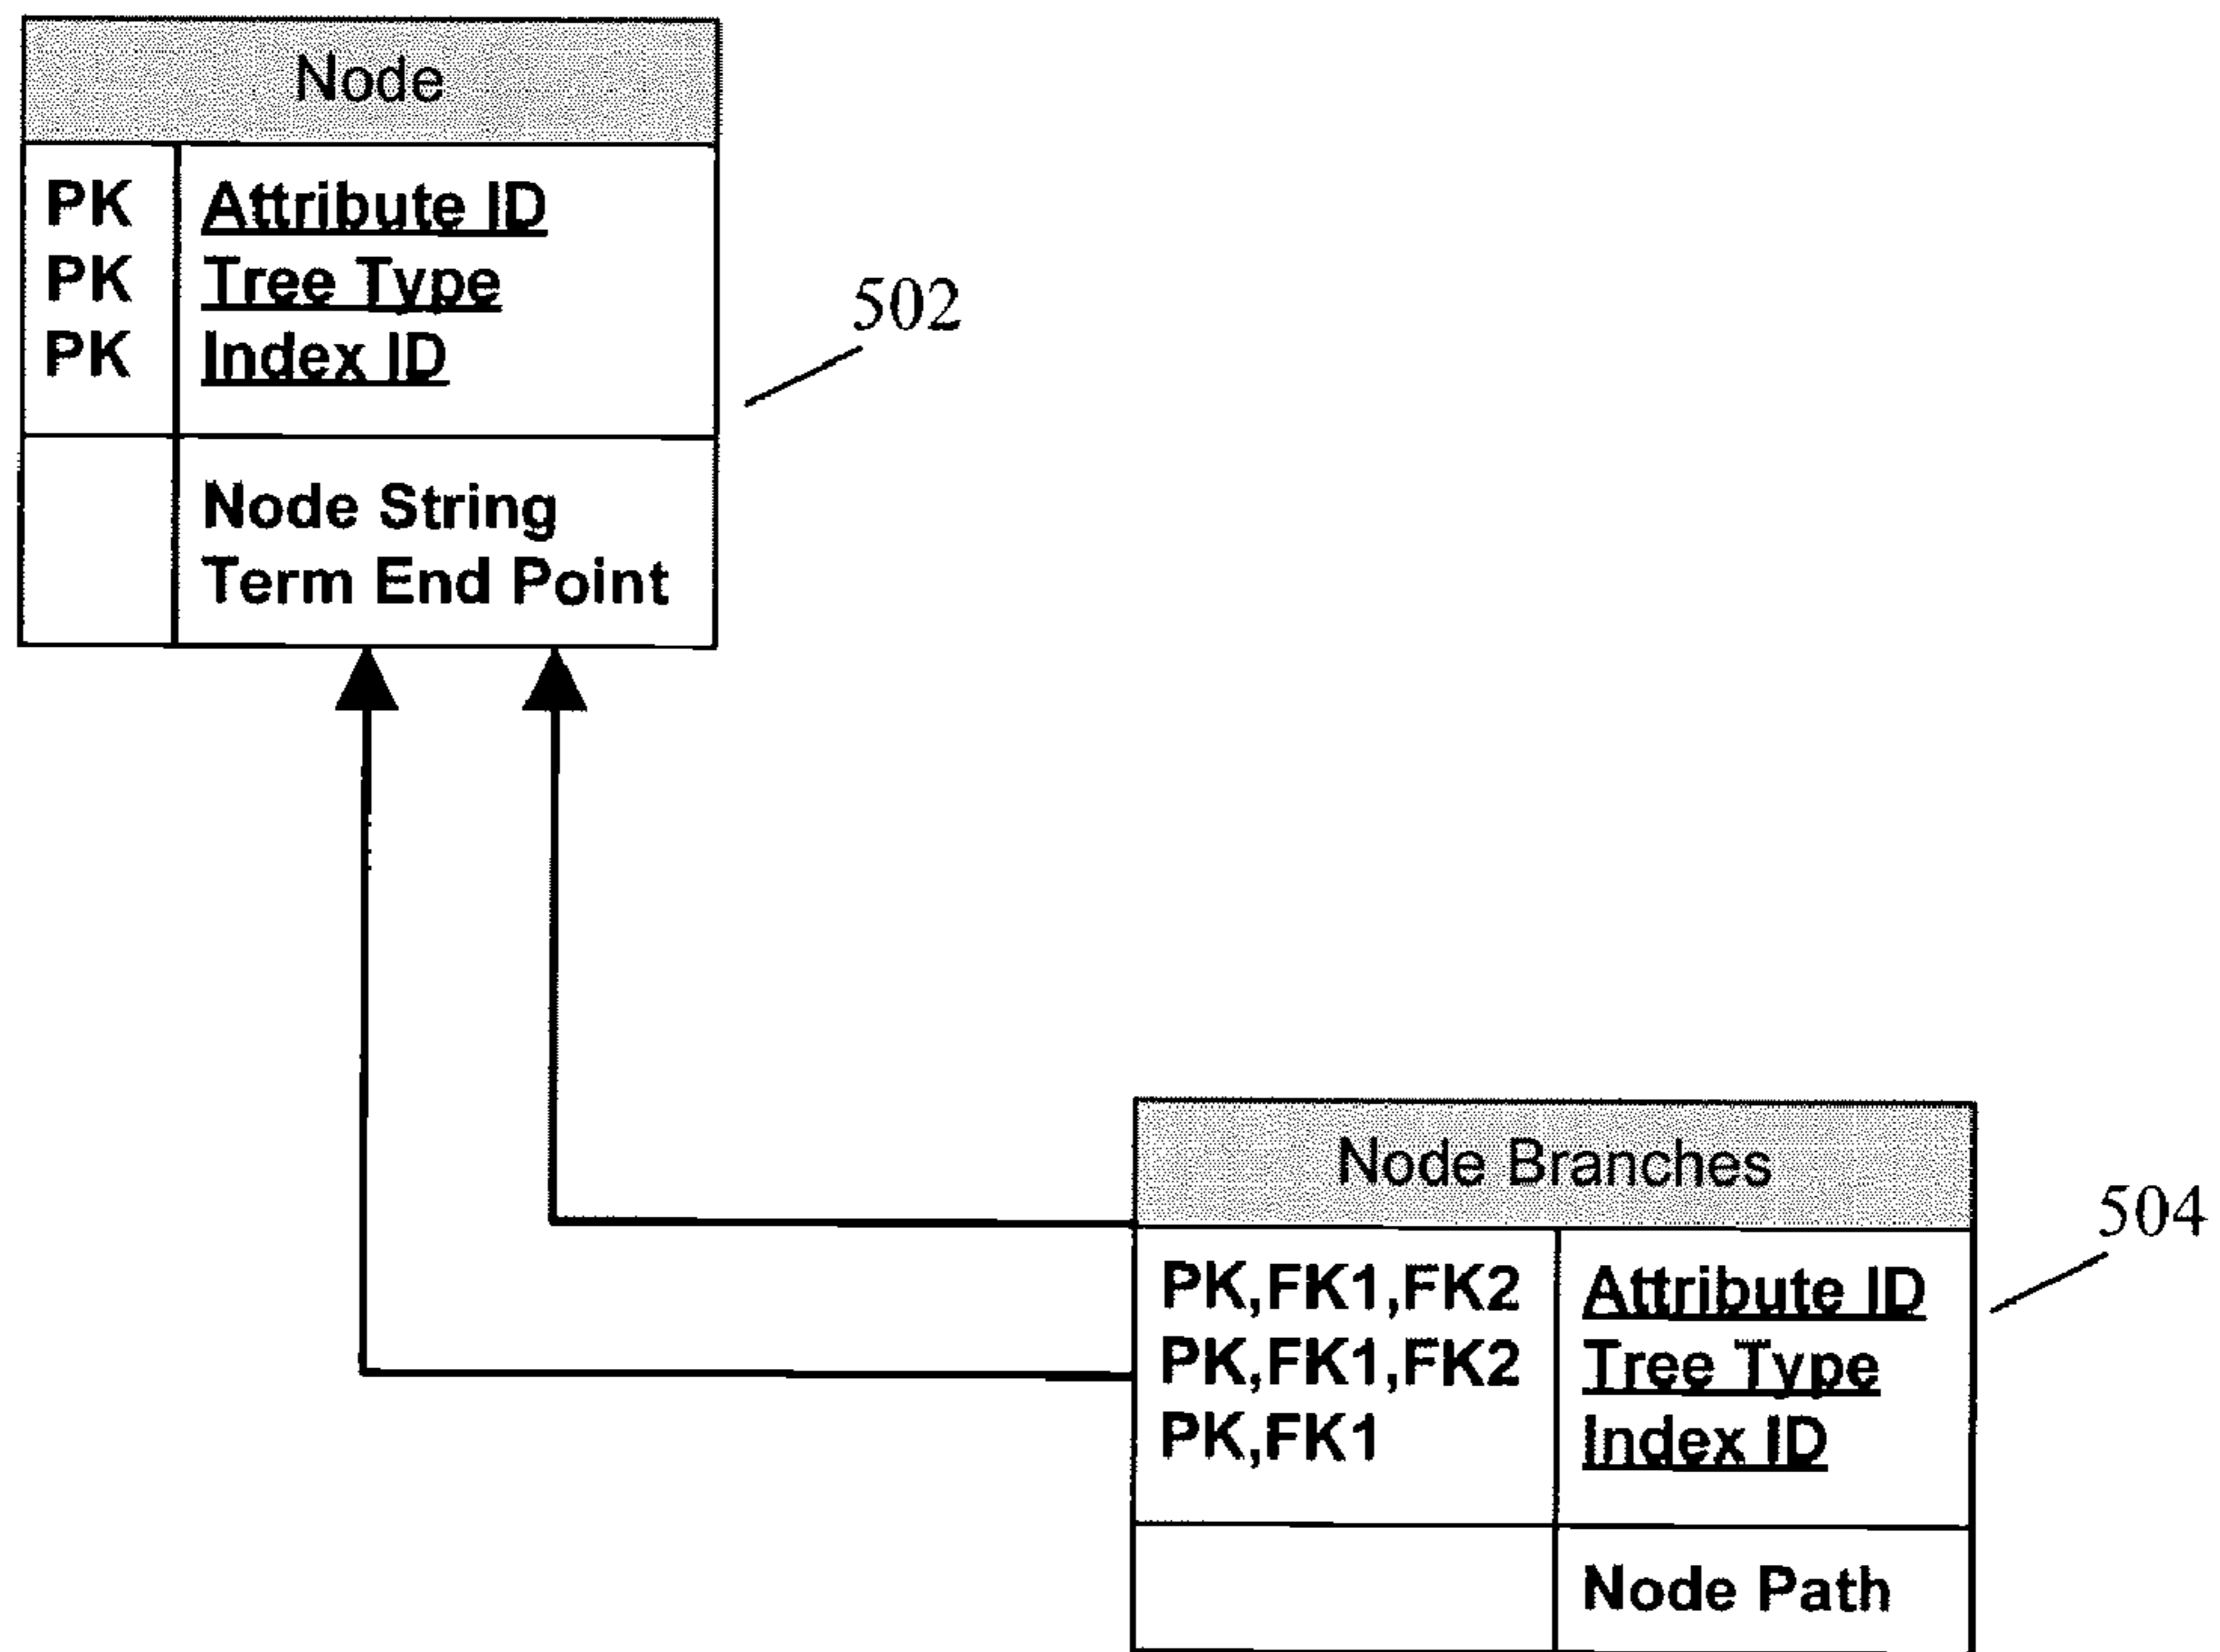 Node
PK Attribute ID
PK Tree Type
PK Index ID
502
Node String
Term End Point
Node Branches
504
PK,FK1,FK2 Attribute ID
PK,FK1,FK2 Tree Type
PK,FK1 Index ID
Node Path